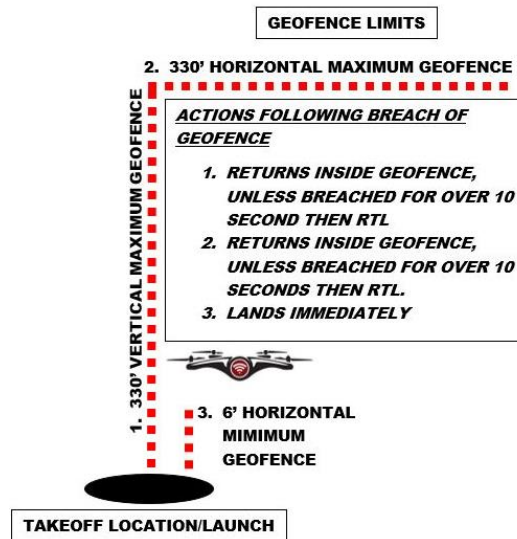 GEOFENCE LIMITS
2. 330' HORIZONTAL MAXIMUM GEOFENCE
1. 330' VERTICAL MAXIMUM GEOFENCE
ACTIONS FOLLOWING BREACH OF
GEOFENCE
1. RETURNS INSIDE GEOFENCE,
UNLESS BREACHED FOR OVER 10
SECOND THEN RTL
2. RETURNS INSIDE GEOFENCE,
UNLESS BREACHED FOR OVER 10
SECONDS THEN RTL.
3. LANDS IMMEDIATELY
3. 6' HORIZONTAL
MIMIMUM
GEOFENCE
TAKEOFF LOCATION/LAUNCH